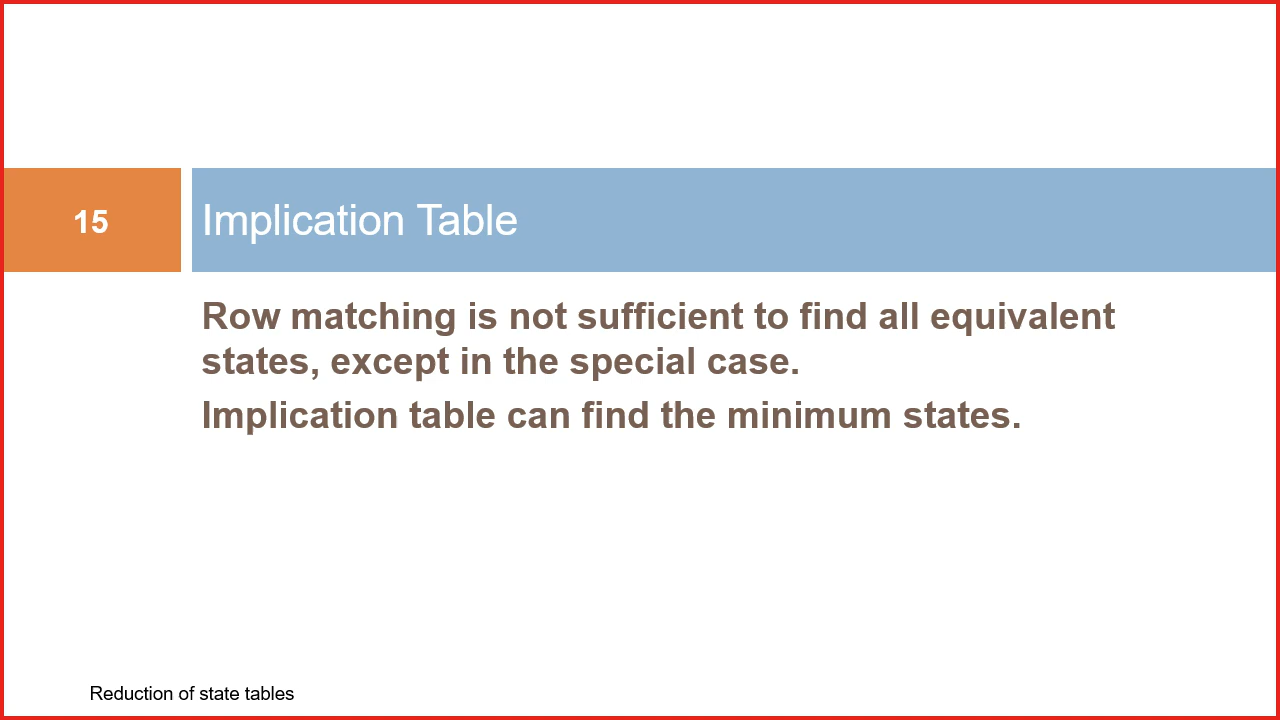 15
Implication Table
Row matching is not sufficient to find all equivalent
states, except in the special case.
Implication table can find the minimum states.
Reduction of state tables